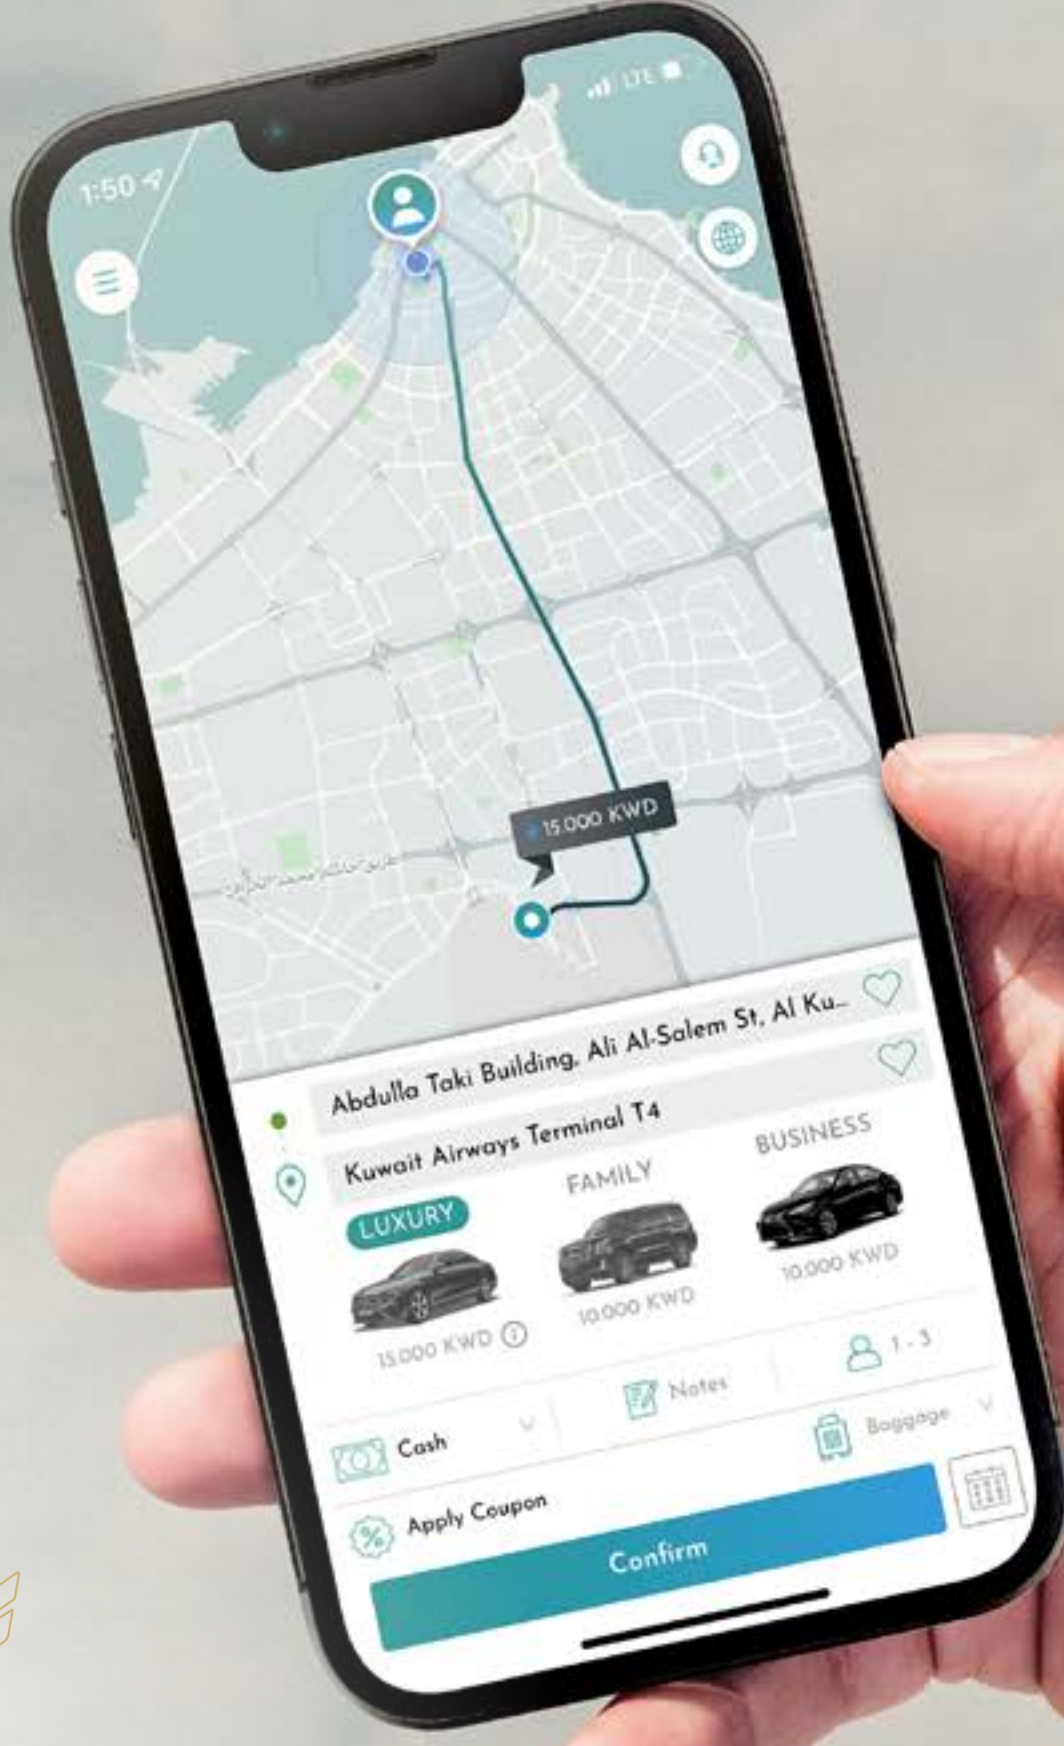 1:50
LTE
15.000 KWD
Abdulla Taki Building, Ali Al-Salem St, Al Ku...
Kuwait Airways Terminal T4
LUXURY
FAMILY
BUSINESS
15.000 KWD
10.000 KWD
10.000 KWD
Cash
Notes
1 - 3
Apply Coupon
Baggage
Confirm